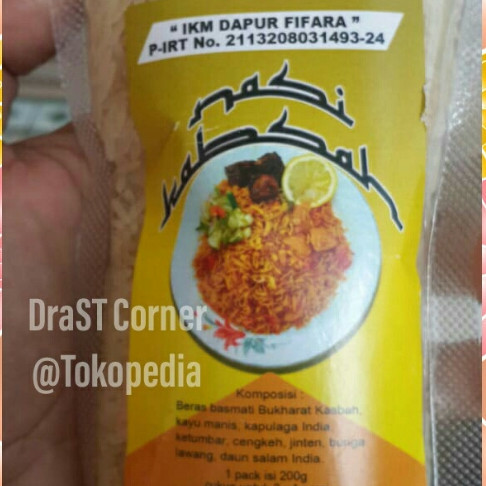 " IKM DAPUR FIFARA "
P-IRT No. 2113208031493-24
nasi
kabsah
DraST Corner
@Tokopedia
Komposisi :
Beras basmati Bukharat Kasbah,
kayu manis, kapulaga India,
ketumbar, cengkeh, jinten, bunga
lawang, daun salam India.
1 pack isi 200g